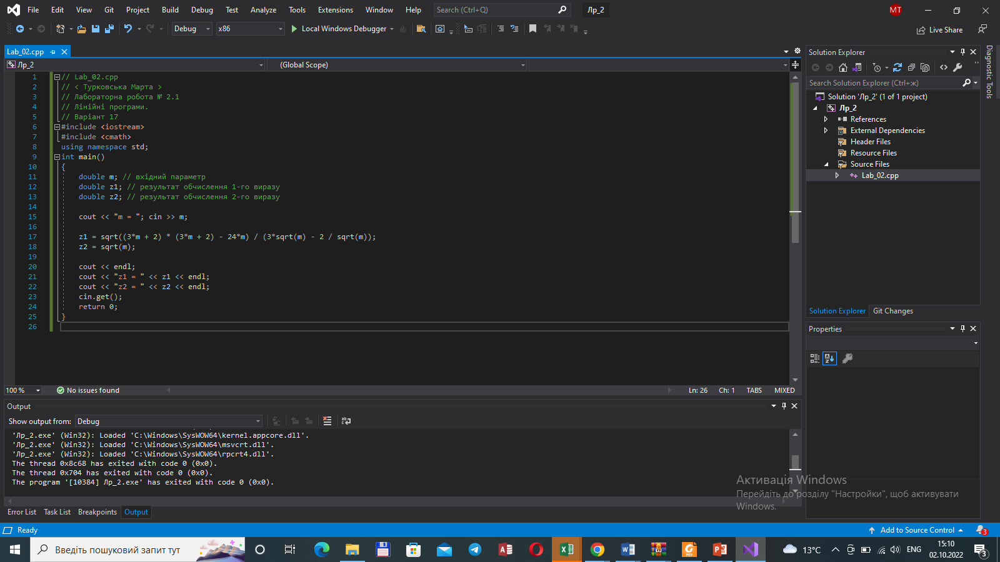 File Edit View Git Project Build Debug Test Analyze Tools Extensions Window Help Search (Ctrl+Q) Лр_2 MT
Debug x86 Local Windows Debugger Live Share
Lab_02.cpp
Лр_2 (Global Scope)
1 // Lab_02.cpp
2 // < Турковська Марта >
3 // Лабораторна робота № 2.1
4 // Лінійні програми.
5 // Варіант 17
6 #include <iostream>
7 #include <cmath>
8 using namespace std;
9 int main()
10 {
11 double m; // вхідний параметр
12 double z1; // результат обчислення 1-го виразу
13 double z2; // результат обчислення 2-го виразу
14
15 cout << "m = "; cin >> m;
16
17 z1 = sqrt((3*m + 2) * (3*m + 2) - 24*m) / (3*sqrt(m) - 2 / sqrt(m));
18 z2 = sqrt(m);
19
20 cout << endl;
21 cout << "z1 = " << z1 << endl;
22 cout << "z2 = " << z2 << endl;
23 cin.get();
24 return 0;
25 }
26
100 % No issues found Ln: 26 Ch: 1 TABS MIXED
Output
Show output from: Debug
'Лр_2.exe' (Win32): Loaded 'C:\Windows\SysWOW64\kernel.appcore.dll'.
'Лр_2.exe' (Win32): Loaded 'C:\Windows\SysWOW64\msvcrt.dll'.
'Лр_2.exe' (Win32): Loaded 'C:\Windows\SysWOW64\rpcrt4.dll'.
The thread 0x8c68 has exited with code 0 (0x0).
The thread 0x704 has exited with code 0 (0x0).
The program '[10384] Лр_2.exe' has exited with code 0 (0x0).
Error List Task List Breakpoints Output
Solution Explorer
Search Solution Explorer (Ctrl+ж)
Solution 'Лр_2' (1 of 1 project)
Лр_2
References
External Dependencies
Header Files
Resource Files
Source Files
Lab_02.cpp
Solution Explorer Git Changes
Properties
Diagnostic Tools
Активація Windows
Перейдіть до розділу "Настройки", щоб активувати
Windows.
Ready Add to Source Control 3
Введіть пошуковий запит тут 13°C ENG 15:10
02.10.2022 3